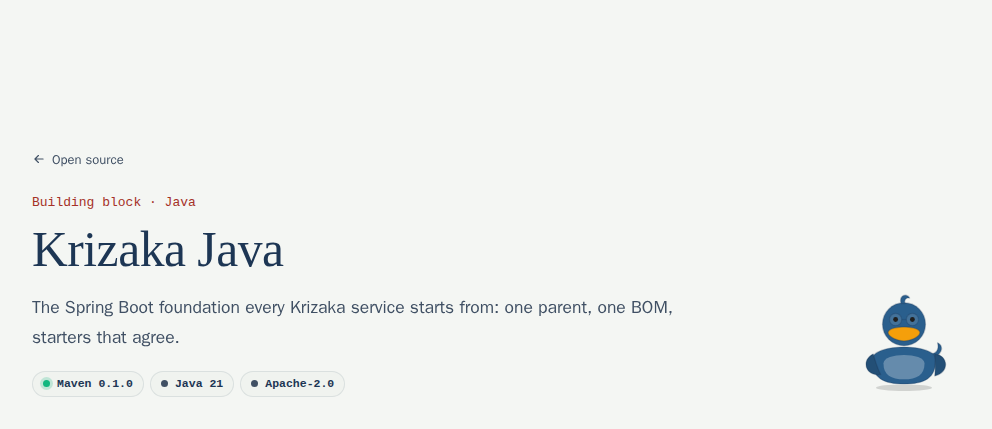 ← Open source
Building block · Java
Krizaka Java
The Spring Boot foundation every Krizaka service starts from: one parent, one BOM,
starters that agree.
Maven 0.1.0
Java 21
Apache-2.0